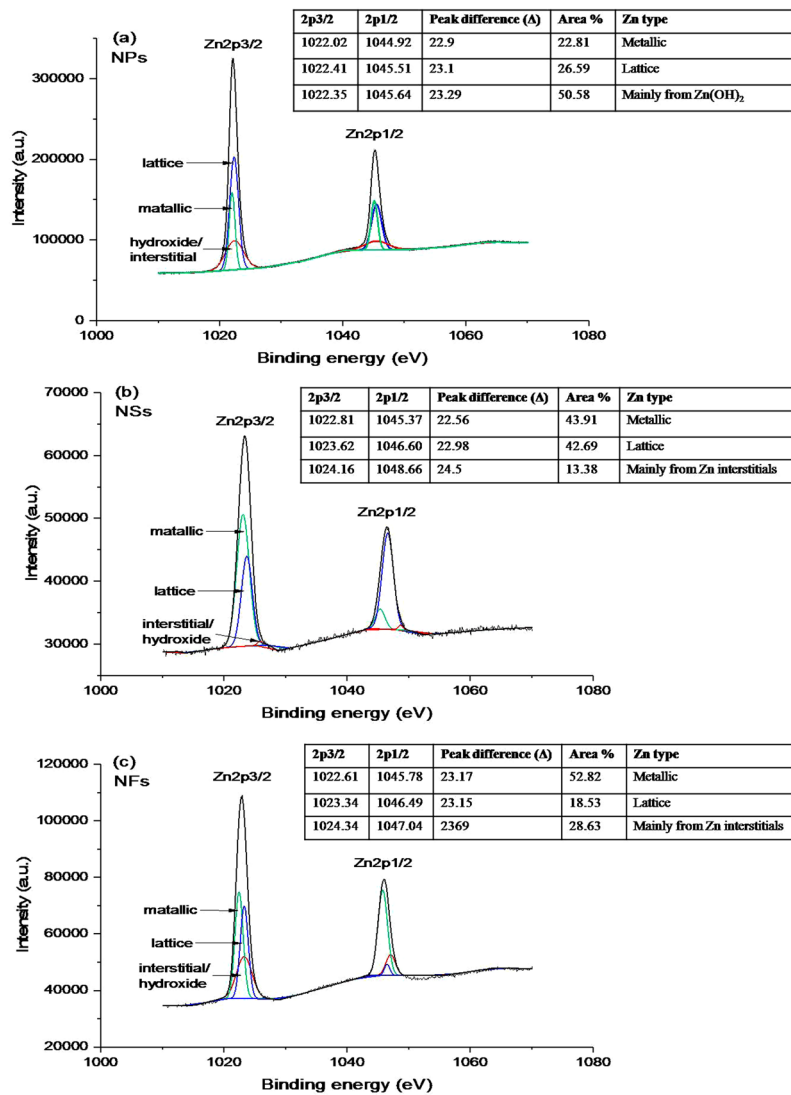 (a)
NPs
Zn2p3/2
Zn2p1/2
2p3/2 2p1/2 Peak difference (Δ) Area % Zn type
1022.02 1044.92 22.9 22.81 Metallic
1022.41 1045.51 23.1 26.59 Lattice
1022.35 1045.64 23.29 50.58 Mainly from Zn(OH)₂
lattice
matallic
hydroxide/
interstitial
Intensity (a.u.)
300000
200000
100000
0
1000 1020 1040 1060 1080
Binding energy (eV)
(b)
NSs
Zn2p3/2
Zn2p1/2
2p3/2 2p1/2 Peak difference (Δ) Area % Zn type
1022.81 1045.37 22.56 43.91 Metallic
1023.62 1046.60 22.98 42.69 Lattice
1024.16 1048.66 24.5 13.38 Mainly from Zn interstitials
matallic
lattice
interstitial/
hydroxide
Intensity (a.u.)
70000
60000
50000
40000
30000
1000 1020 1040 1060 1080
Binding energy (eV)
(c)
NFs
Zn2p3/2
Zn2p1/2
2p3/2 2p1/2 Peak difference (Δ) Area % Zn type
1022.61 1045.78 23.17 52.82 Metallic
1023.34 1046.49 23.15 18.53 Lattice
1024.34 1047.04 2369 28.63 Mainly from Zn interstitials
matallic
lattice
interstitial/
hydroxide
Intensity (a.u.)
120000
100000
80000
60000
40000
20000
1000 1020 1040 1060 1080
Binding energy (eV)